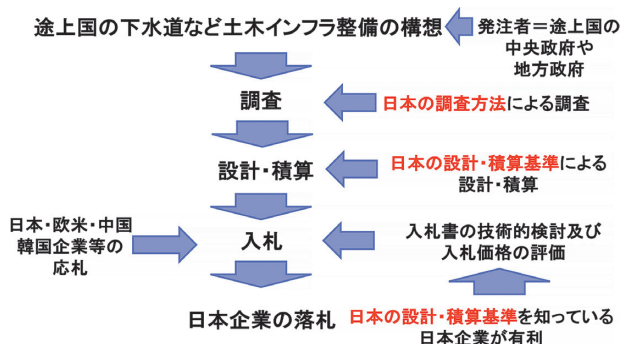 途上国の下水道など土木インフラ整備の構想
発注者＝途上国の
中央政府や
地方政府
調査
日本の調査方法による調査
設計・積算
日本の設計・積算基準による
設計・積算
日本・欧米・中国
韓国企業等の
応札
入札
入札書の技術的検討及び
入札価格の評価
日本企業の落札
日本の設計・積算基準を知っている
日本企業が有利